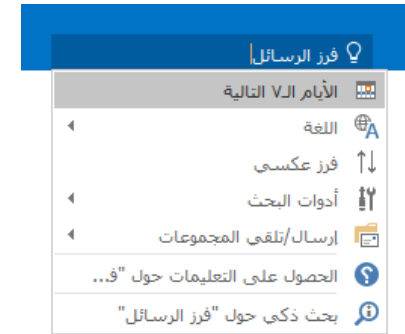 فرز الرسائل
الأيام الـ٧ التالية
اللغة
فرز عكسي
أدوات البحث
إرسال/تلقي المجموعات
الحصول على التعليمات حول "ف...
بحث ذكي حول "فرز الرسائل"